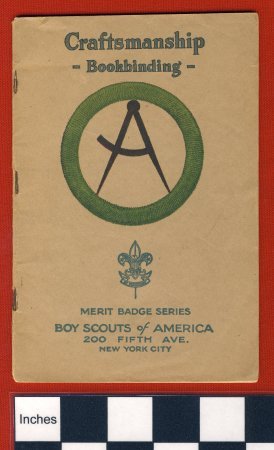 Craftsmanship
- Bookbinding -
MERIT BADGE SERIES
BOY SCOUTS of AMERICA
200 FIFTH AVE.
NEW YORK CITY
Inches